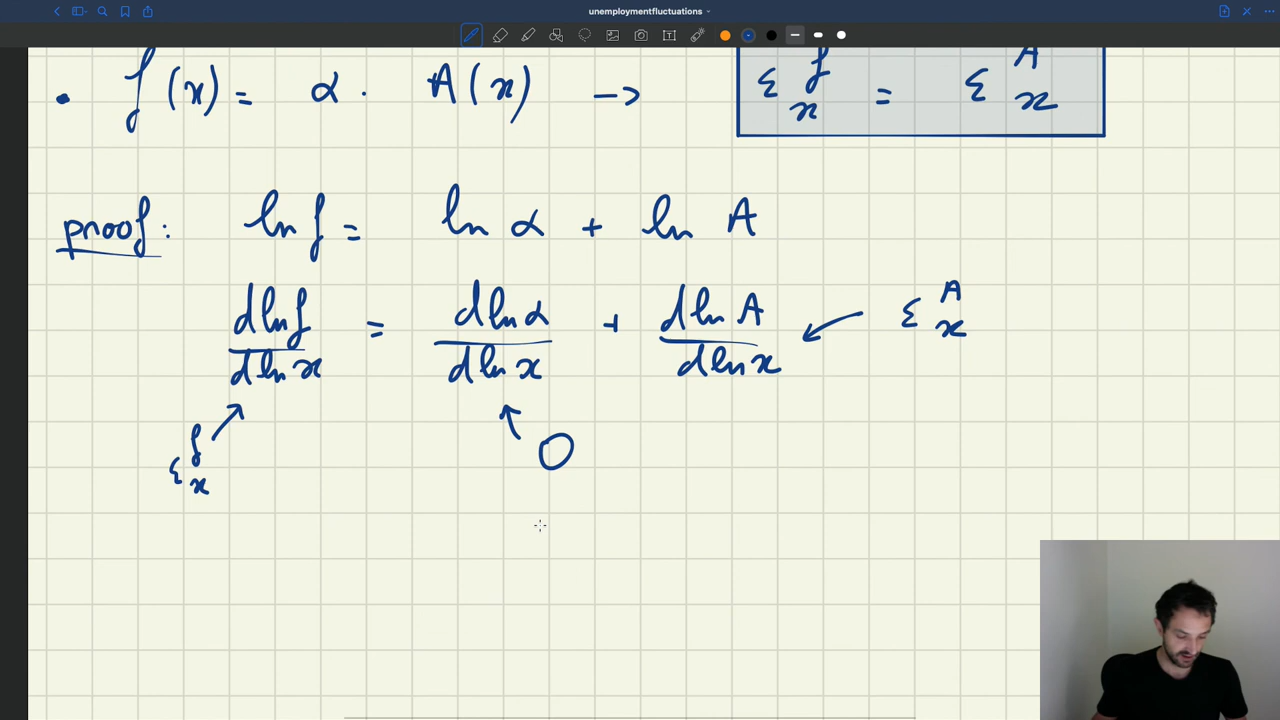 unemploymentfluctuations
• f(x) = α · A(x) → ε^f_x = ε^A_x
proof: ln f = ln α + ln A
d ln f / d ln x = d ln α / d ln x + d ln A / d ln x ← ε^A_x
ε^f_x ↗ ↑ 0